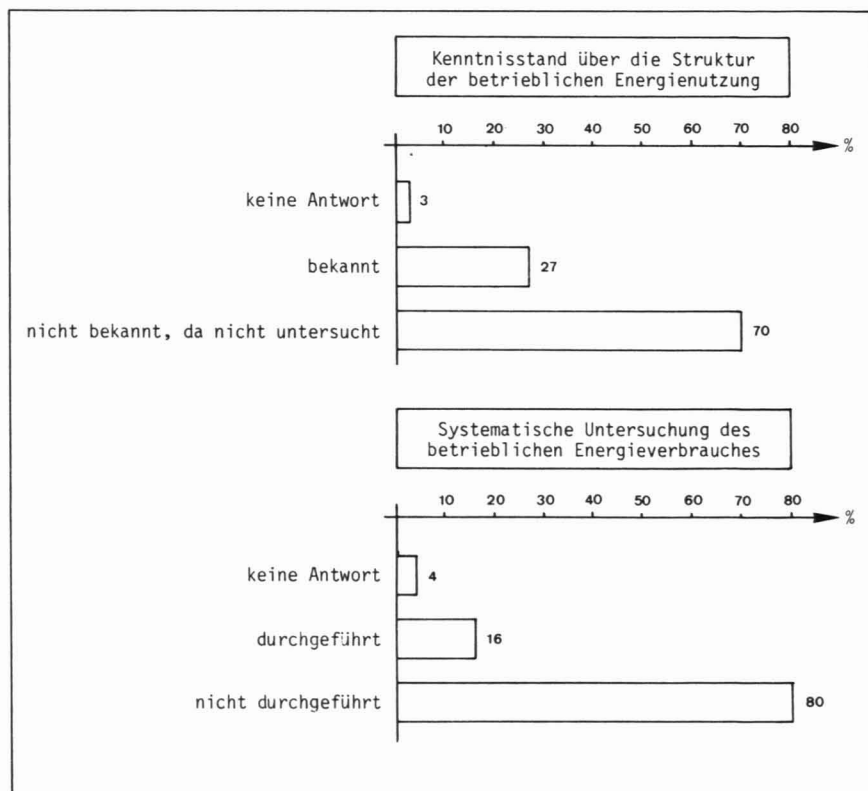 Kenntnisstand über die Struktur
der betrieblichen Energienutzung
10 20 30 40 50 60 70 80 %
keine Antwort 3
bekannt 27
nicht bekannt, da nicht untersucht 70
Systematische Untersuchung des
betrieblichen Energieverbrauches
10 20 30 40 50 60 70 80 %
keine Antwort 4
durchgeführt 16
nicht durchgeführt 80